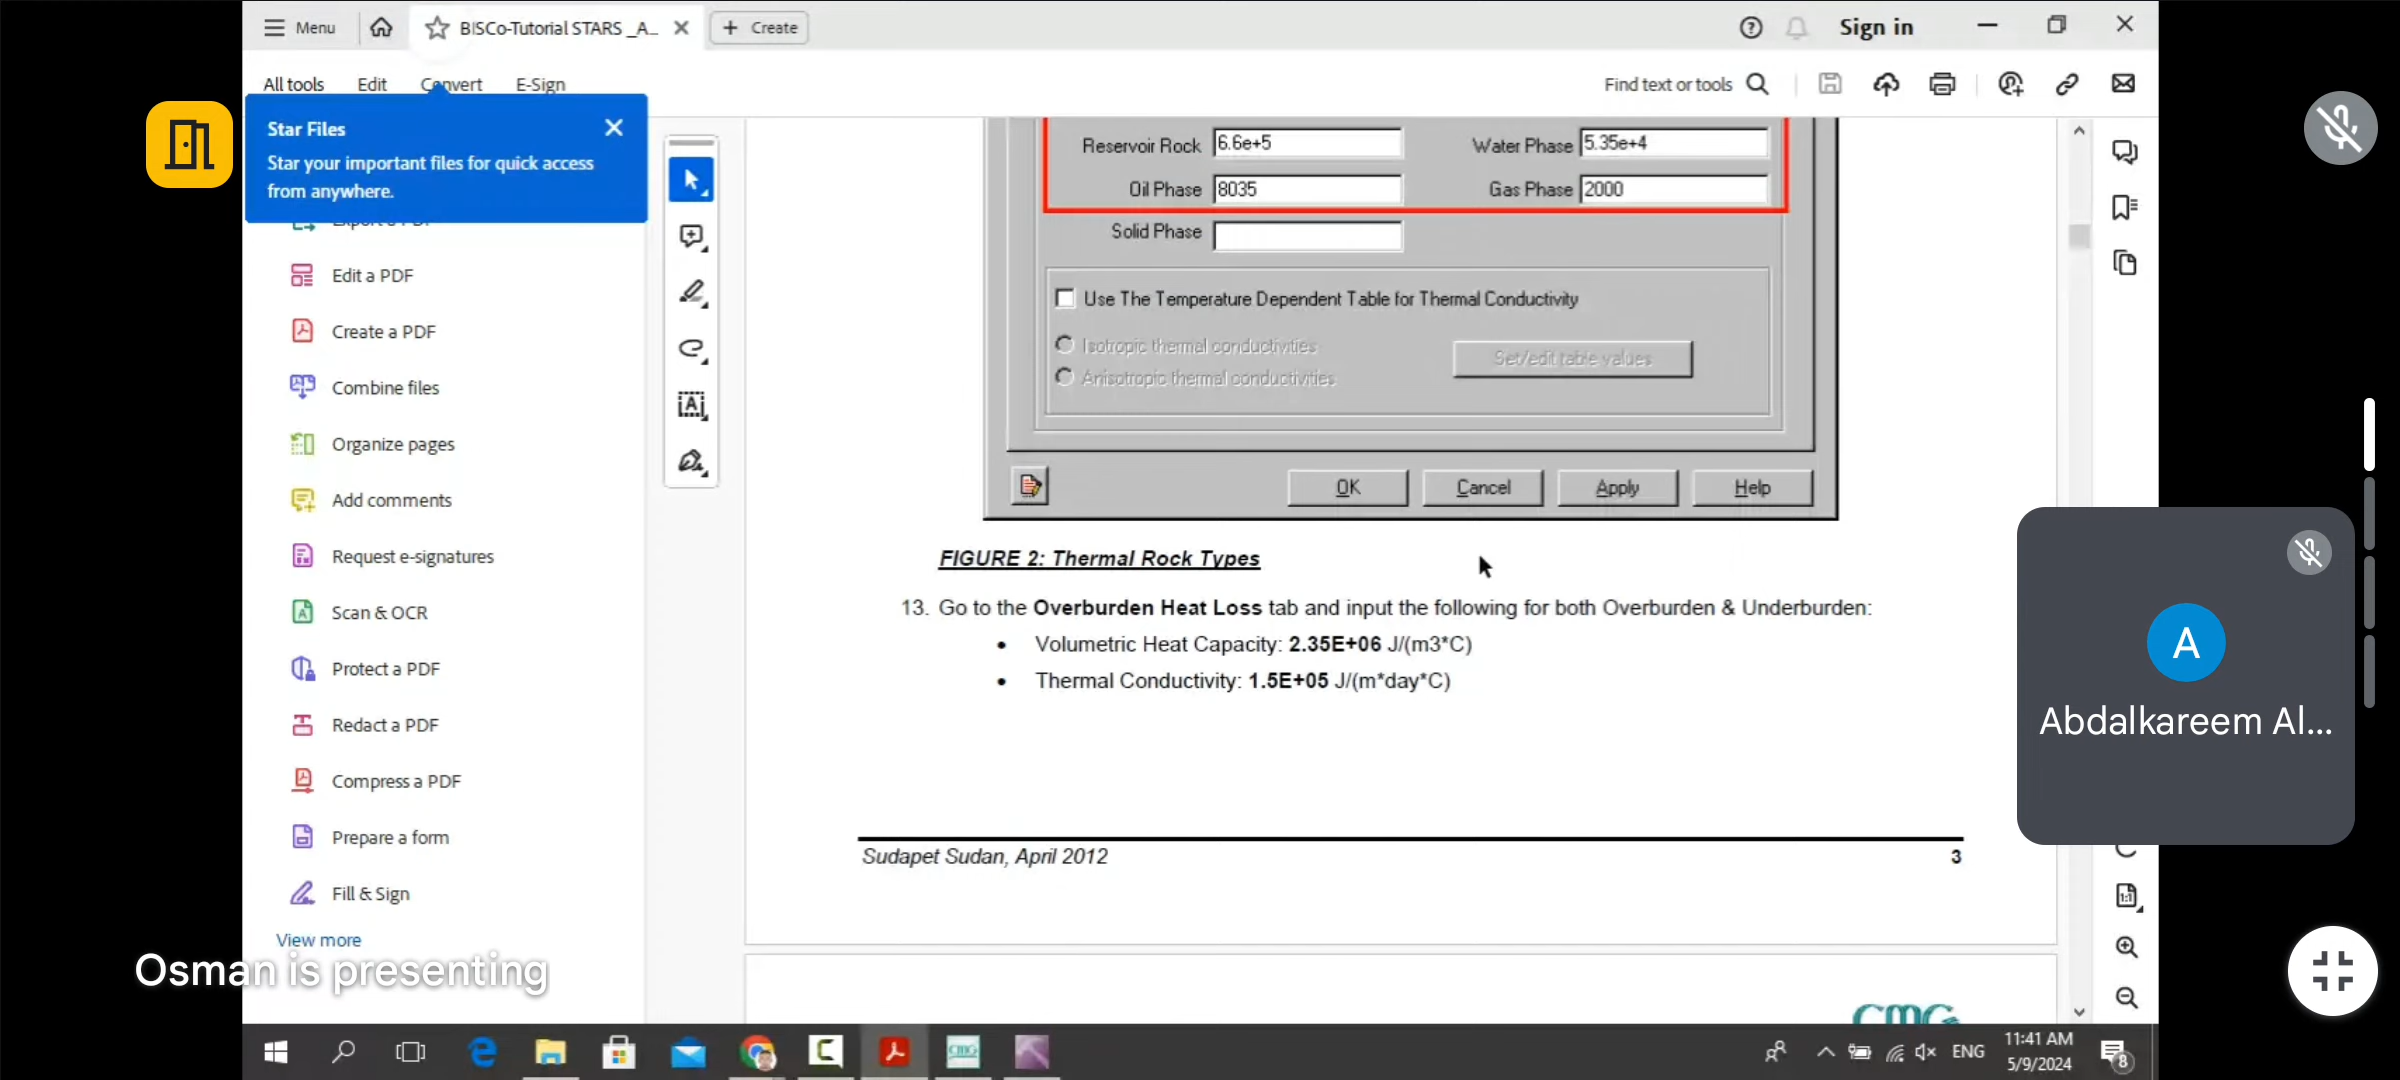 Menu
BISCo-Tutorial STARS _A...
Create
Sign in
All tools
Edit
Convert
E-Sign
Find text or tools
Star Files
Star your important files for quick access
from anywhere.
Export a PDF
Edit a PDF
Create a PDF
Combine files
Organize pages
Add comments
Request e-signatures
Scan & OCR
Protect a PDF
Redact a PDF
Compress a PDF
Prepare a form
Fill & Sign
View more
Reservoir Rock 6.6e+5 Water Phase 5.35e+4
Oil Phase 8035 Gas Phase 2000
Solid Phase
Use The Temperature Dependent Table for Thermal Conductivity
Isotropic thermal conductivities
Set/edit table values
Anisotropic thermal conductivities
OK Cancel Apply Help
FIGURE 2: Thermal Rock Types
13. Go to the Overburden Heat Loss tab and input the following for both Overburden & Underburden:
• Volumetric Heat Capacity: 2.35E+06 J/(m3*C)
• Thermal Conductivity: 1.5E+05 J/(m*day*C)
Sudapet Sudan, April 2012 3
CMG
A
Abdalkareem Al...
Osman is presenting
CMG
ENG
11:41 AM
5/9/2024
8